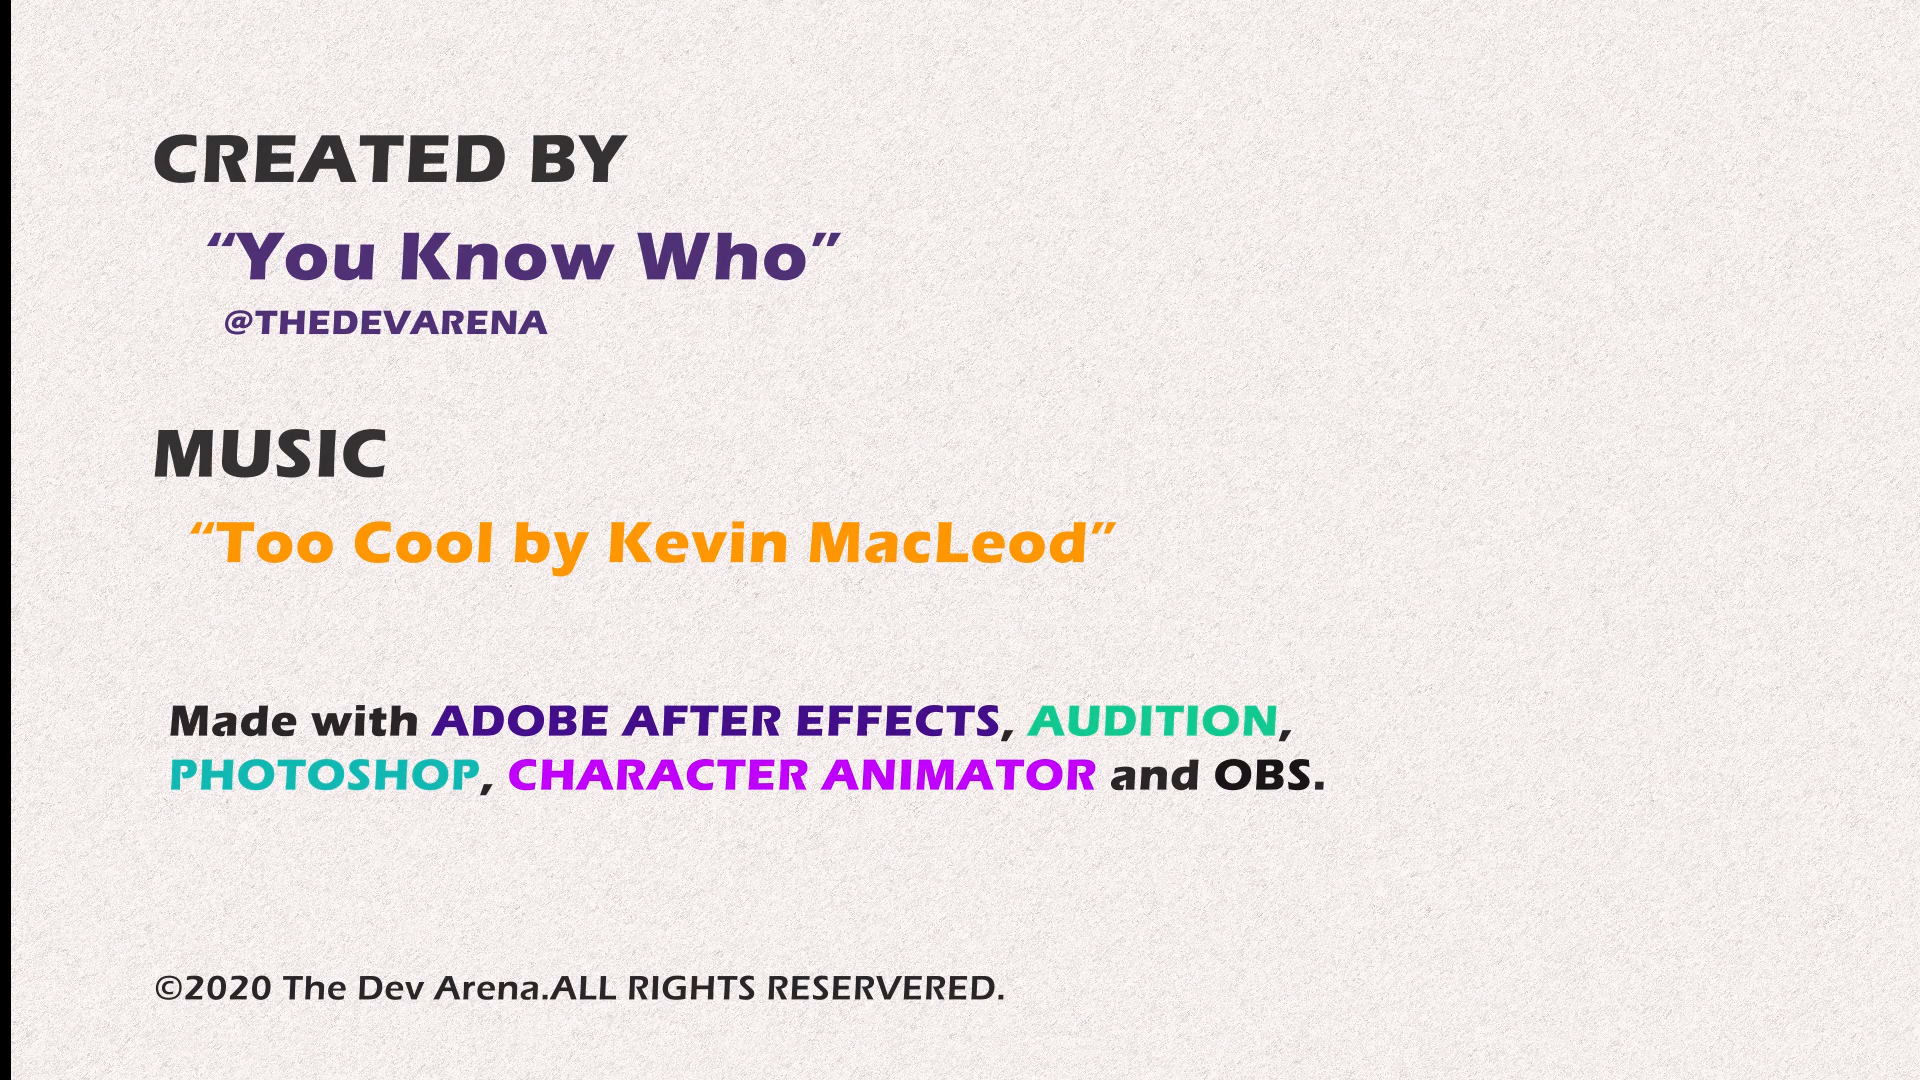 CREATED BY
“You Know Who”
@THEDEVARENA
MUSIC
“Too Cool by Kevin MacLeod”
Made with ADOBE AFTER EFFECTS, AUDITION,
PHOTOSHOP, CHARACTER ANIMATOR and OBS.
©2020 The Dev Arena.ALL RIGHTS RESERVERED.